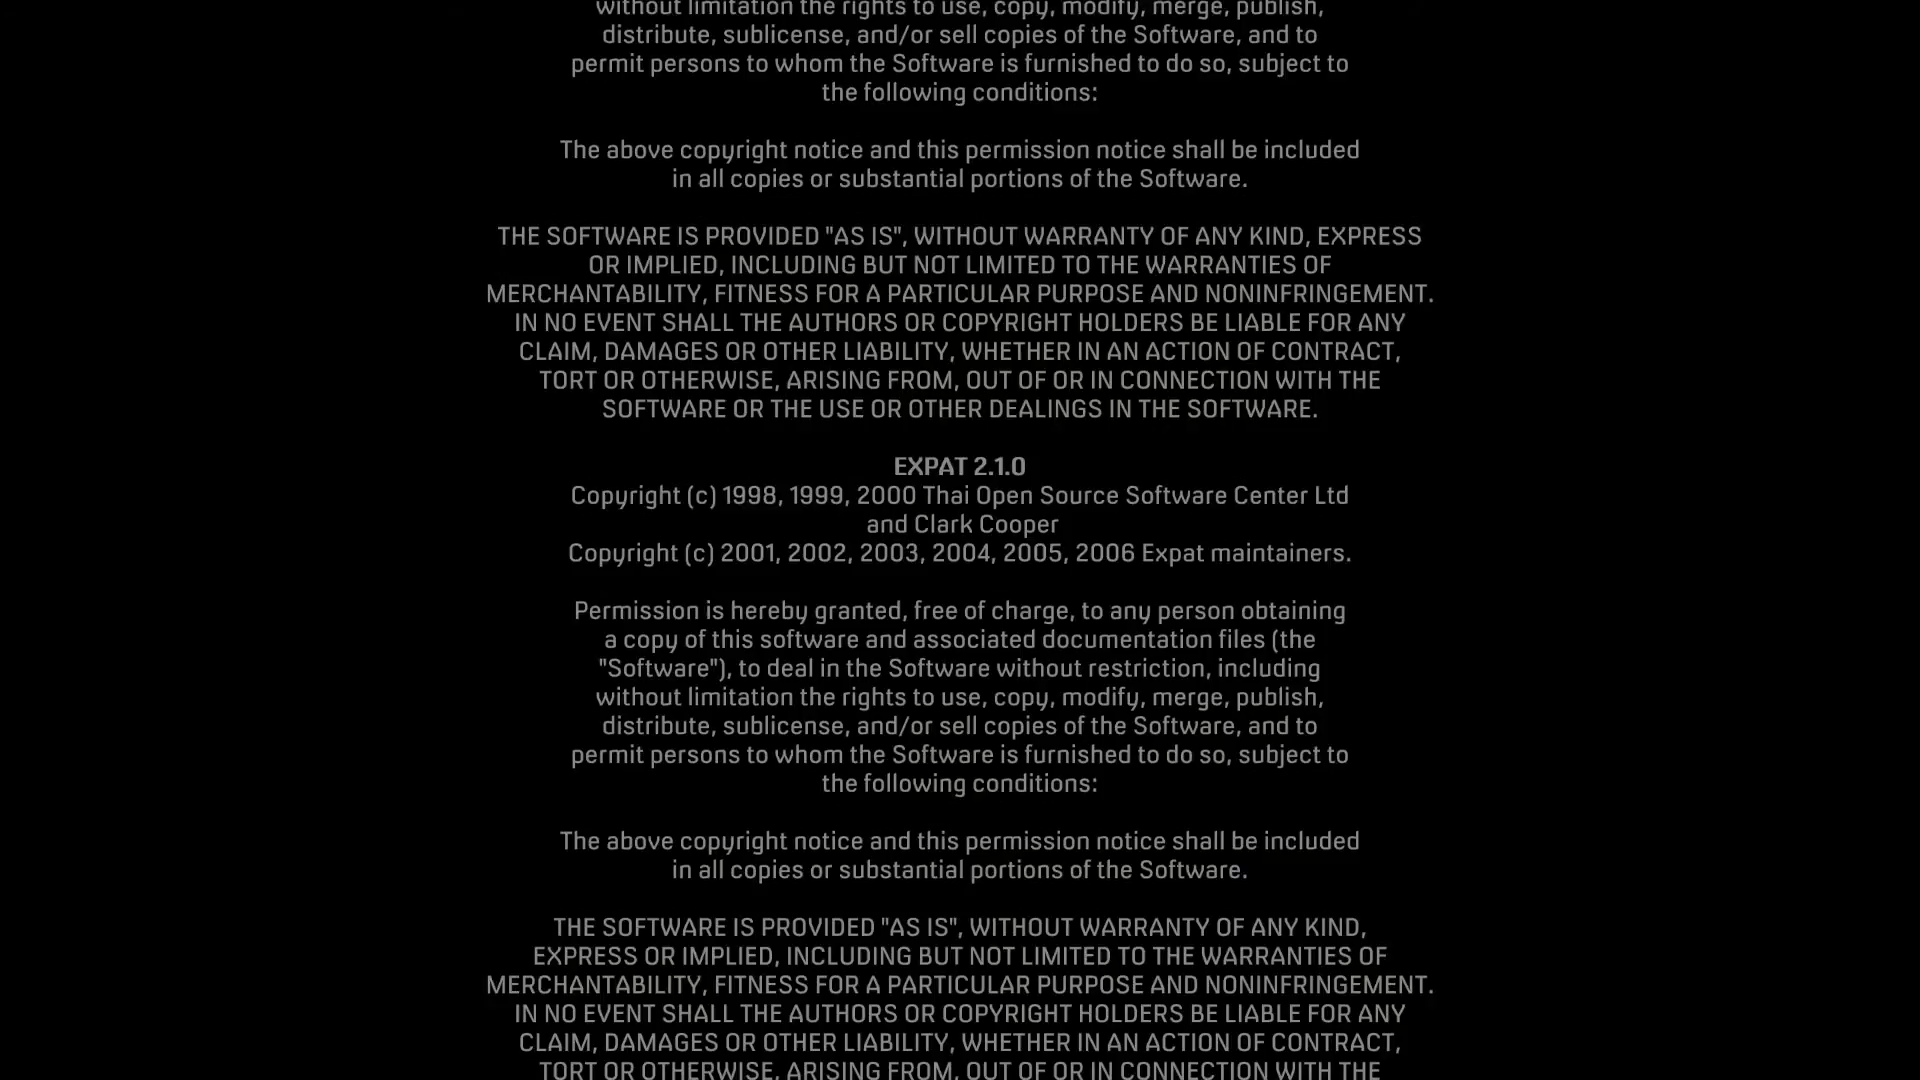 without limitation the rights to use, copy, modify, merge, publish,
distribute, sublicense, and/or sell copies of the Software, and to
permit persons to whom the Software is furnished to do so, subject to
the following conditions:
The above copyright notice and this permission notice shall be included
in all copies or substantial portions of the Software.
THE SOFTWARE IS PROVIDED "AS IS", WITHOUT WARRANTY OF ANY KIND, EXPRESS
OR IMPLIED, INCLUDING BUT NOT LIMITED TO THE WARRANTIES OF
MERCHANTABILITY, FITNESS FOR A PARTICULAR PURPOSE AND NONINFRINGEMENT.
IN NO EVENT SHALL THE AUTHORS OR COPYRIGHT HOLDERS BE LIABLE FOR ANY
CLAIM, DAMAGES OR OTHER LIABILITY, WHETHER IN AN ACTION OF CONTRACT,
TORT OR OTHERWISE, ARISING FROM, OUT OF OR IN CONNECTION WITH THE
SOFTWARE OR THE USE OR OTHER DEALINGS IN THE SOFTWARE.
EXPAT 2.1.0
Copyright (c) 1998, 1999, 2000 Thai Open Source Software Center Ltd
and Clark Cooper
Copyright (c) 2001, 2002, 2003, 2004, 2005, 2006 Expat maintainers.
Permission is hereby granted, free of charge, to any person obtaining
a copy of this software and associated documentation files (the
"Software"), to deal in the Software without restriction, including
without limitation the rights to use, copy, modify, merge, publish,
distribute, sublicense, and/or sell copies of the Software, and to
permit persons to whom the Software is furnished to do so, subject to
the following conditions:
The above copyright notice and this permission notice shall be included
in all copies or substantial portions of the Software.
THE SOFTWARE IS PROVIDED "AS IS", WITHOUT WARRANTY OF ANY KIND,
EXPRESS OR IMPLIED, INCLUDING BUT NOT LIMITED TO THE WARRANTIES OF
MERCHANTABILITY, FITNESS FOR A PARTICULAR PURPOSE AND NONINFRINGEMENT.
IN NO EVENT SHALL THE AUTHORS OR COPYRIGHT HOLDERS BE LIABLE FOR ANY
CLAIM, DAMAGES OR OTHER LIABILITY, WHETHER IN AN ACTION OF CONTRACT,
TORT OR OTHERWISE, ARISING FROM, OUT OF OR IN CONNECTION WITH THE